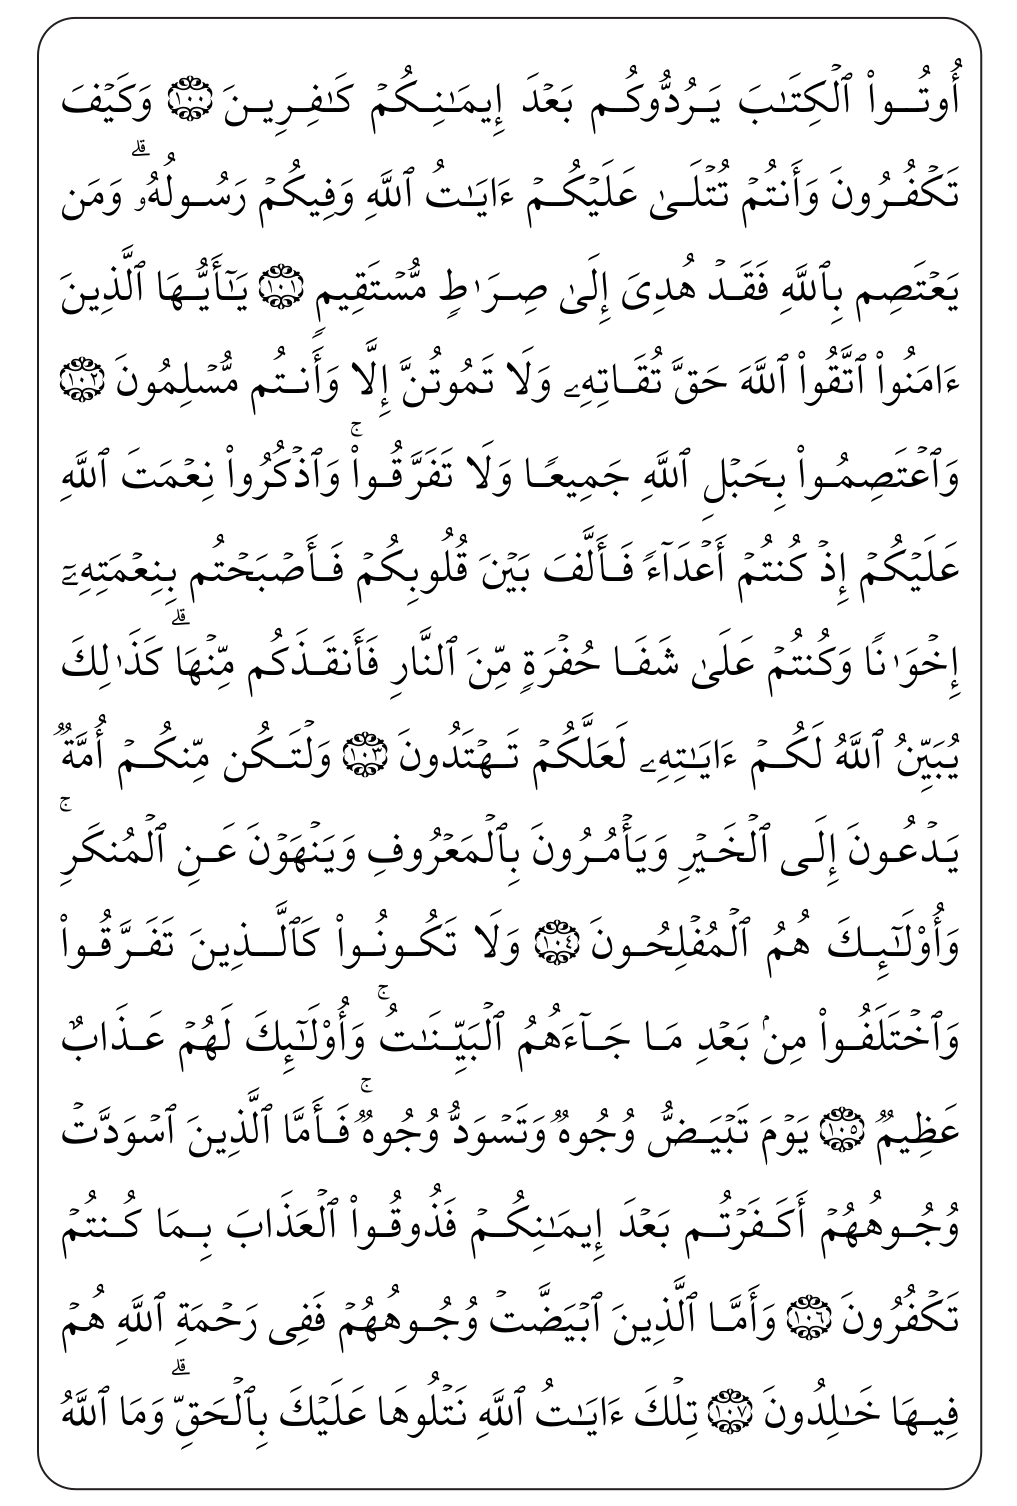 أُوتُوا۟ ٱلْكِتَـٰبَ يَرُدُّوكُم بَعْدَ إِيمَـٰنِكُمْ كَـٰفِرِينَ ١٠٠ وَكَيْفَ
تَكْفُرُونَ وَأَنتُمْ تُتْلَىٰ عَلَيْكُمْ ءَايَـٰتُ ٱللَّهِ وَفِيكُمْ رَسُولُهُۥ ۗ وَمَن
يَعْتَصِم بِٱللَّهِ فَقَدْ هُدِىَ إِلَىٰ صِرَٰطٍ مُّسْتَقِيمٍ ١٠١ يَـٰٓأَيُّهَا ٱلَّذِينَ
ءَامَنُوا۟ ٱتَّقُوا۟ ٱللَّهَ حَقَّ تُقَاتِهِۦ وَلَا تَمُوتُنَّ إِلَّا وَأَنتُم مُّسْلِمُونَ ١٠٢
وَٱعْتَصِمُوا۟ بِحَبْلِ ٱللَّهِ جَمِيعًا وَلَا تَفَرَّقُوا۟ ۚ وَٱذْكُرُوا۟ نِعْمَتَ ٱللَّهِ
عَلَيْكُمْ إِذْ كُنتُمْ أَعْدَآءً فَأَلَّفَ بَيْنَ قُلُوبِكُمْ فَأَصْبَحْتُم بِنِعْمَتِهِۦٓ
إِخْوَٰنًا وَكُنتُمْ عَلَىٰ شَفَا حُفْرَةٍ مِّنَ ٱلنَّارِ فَأَنقَذَكُم مِّنْهَا ۗ كَذَٰلِكَ
يُبَيِّنُ ٱللَّهُ لَكُمْ ءَايَـٰتِهِۦ لَعَلَّكُمْ تَهْتَدُونَ ١٠٣ وَلْتَكُن مِّنكُمْ أُمَّةٌ
يَدْعُونَ إِلَى ٱلْخَيْرِ وَيَأْمُرُونَ بِٱلْمَعْرُوفِ وَيَنْهَوْنَ عَنِ ٱلْمُنكَرِ ۚ
وَأُو۟لَـٰٓئِكَ هُمُ ٱلْمُفْلِحُونَ ١٠٤ وَلَا تَكُونُوا۟ كَٱلَّذِينَ تَفَرَّقُوا۟
وَٱخْتَلَفُوا۟ مِنۢ بَعْدِ مَا جَآءَهُمُ ٱلْبَيِّنَـٰتُ ۚ وَأُو۟لَـٰٓئِكَ لَهُمْ عَذَابٌ
عَظِيمٌ ١٠٥ يَوْمَ تَبْيَضُّ وُجُوهٌ وَتَسْوَدُّ وُجُوهٌ ۚ فَأَمَّا ٱلَّذِينَ ٱسْوَدَّتْ
وُجُوهُهُمْ أَكَفَرْتُم بَعْدَ إِيمَـٰنِكُمْ فَذُوقُوا۟ ٱلْعَذَابَ بِمَا كُنتُمْ
تَكْفُرُونَ ١٠٦ وَأَمَّا ٱلَّذِينَ ٱبْيَضَّتْ وُجُوهُهُمْ فَفِى رَحْمَةِ ٱللَّهِ هُمْ
فِيهَا خَـٰلِدُونَ ١٠٧ تِلْكَ ءَايَـٰتُ ٱللَّهِ نَتْلُوهَا عَلَيْكَ بِٱلْحَقِّ ۗ وَمَا ٱللَّهُ